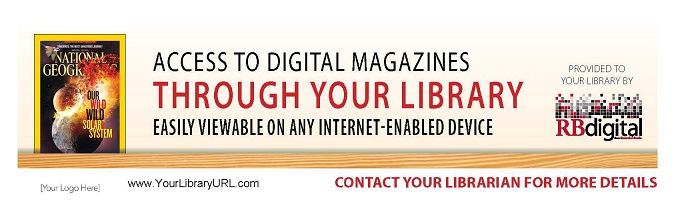 NATIONAL
GEOGRAPHIC
OUR
WILD
WILD
SOLAR
SYSTEM
ACCESS TO DIGITAL MAGAZINES
THROUGH YOUR LIBRARY
EASILY VIEWABLE ON ANY INTERNET-ENABLED DEVICE
PROVIDED TO
YOUR LIBRARY BY
RBdigital
[Your Logo Here]
www.YourLibraryURL.com
CONTACT YOUR LIBRARIAN FOR MORE DETAILS